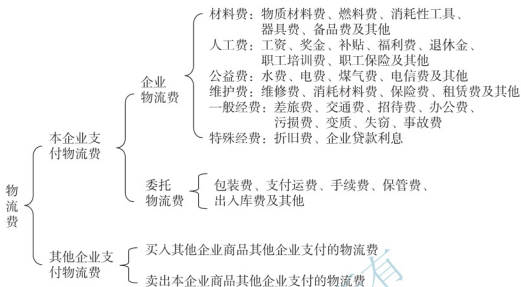 材料费：物质材料费、燃料费、消耗性工具、
器具费、备品费及其他
人工费：工资、奖金、补贴、福利费、退休金、
职工培训费、职工保险及其他
公益费：水费、电费、煤气费、电信费及其他
维护费：维修费、消耗材料费、保险费、租赁费及其他
一般经费：差旅费、交通费、招待费、办公费、
污损费、变质、失窃、事故费
特殊经费：折旧费、企业贷款利息
企业
物流费
本企业支
付物流费
委托
物流费
包装费、支付运费、手续费、保管费、
出入库费及其他
物
流
费
其他企业支
付物流费
买入其他企业商品其他企业支付的物流费
卖出本企业商品其他企业支付的物流费
有